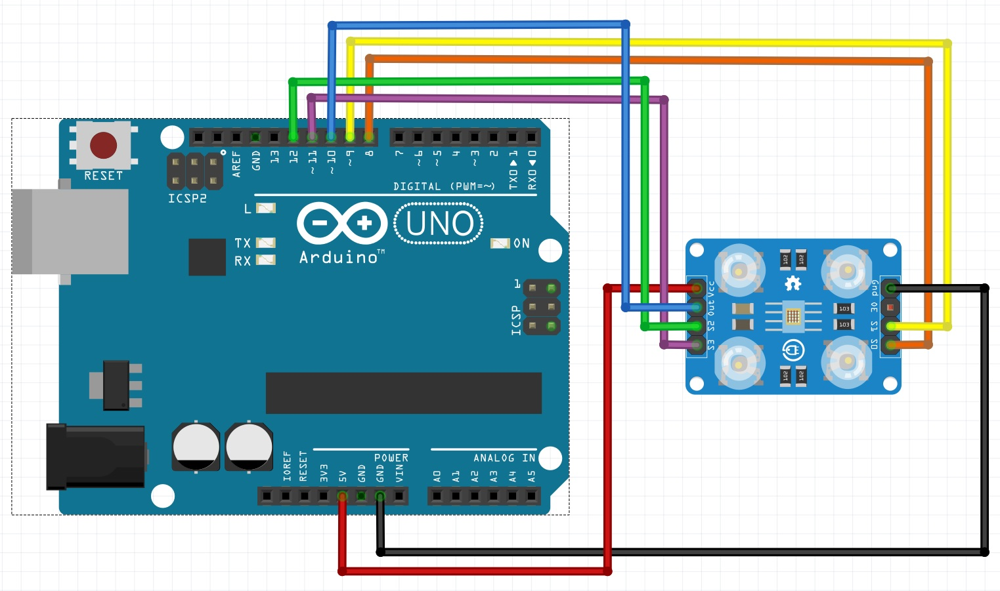 RESET
ICSP2
AREF
GND
13
12
~11
~10
~9
8
7
~6
~5
4
~3
2
TX0▶1
RX0◀0
DIGITAL (PWM=~)
L
TX
RX
UNO
Arduino™
ON
1
ICSP
Vcc
Out
S2
S3
102
102
Gnd
OE
S1
S0
103
103
102
102
IOREF
RESET
3V3
5V
GND
GND
VIN
POWER
ANALOG IN
A0
A1
A2
A3
A4
A5